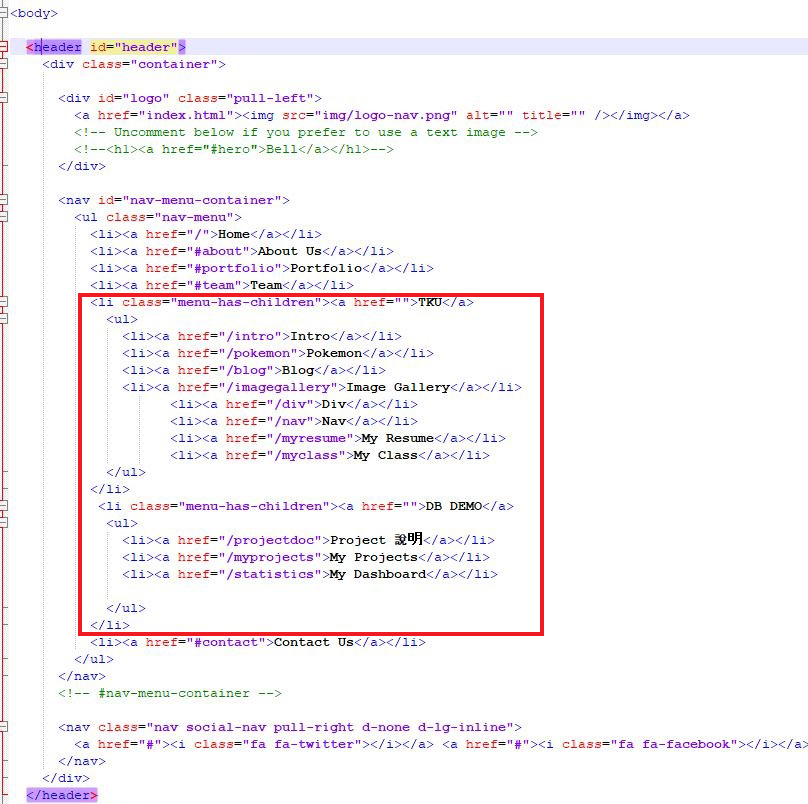 <body>
<header id="header">
<div class="container">
<div id="logo" class="pull-left">
<a href="index.html"><img src="img/logo-nav.png" alt="" title="" /></img></a>
<!-- Uncomment below if you prefer to use a text image -->
<!--<h1><a href="#hero">Bell</a></h1>-->
</div>
<nav id="nav-menu-container">
<ul class="nav-menu">
<li><a href="/">Home</a></li>
<li><a href="#about">About Us</a></li>
<li><a href="#portfolio">Portfolio</a></li>
<li><a href="#team">Team</a></li>
<li class="menu-has-children"><a href="">TKU</a>
<ul>
<li><a href="/intro">Intro</a></li>
<li><a href="/pokemon">Pokemon</a></li>
<li><a href="/blog">Blog</a></li>
<li><a href="/imagegallery">Image Gallery</a></li>
<li><a href="/div">Div</a></li>
<li><a href="/nav">Nav</a></li>
<li><a href="/myresume">My Resume</a></li>
<li><a href="/myclass">My Class</a></li>
</ul>
</li>
<li class="menu-has-children"><a href="">DB DEMO</a>
<ul>
<li><a href="/projectdoc">Project 說明</a></li>
<li><a href="/myprojects">My Projects</a></li>
<li><a href="/statistics">My Dashboard</a></li>
</ul>
</li>
<li><a href="#contact">Contact Us</a></li>
</ul>
</nav>
<!-- #nav-menu-container -->
<nav class="nav social-nav pull-right d-none d-lg-inline">
<a href="#"><i class="fa fa-twitter"></i></a> <a href="#"><i class="fa fa-facebook"></i></a>
</nav>
</div>
</header>